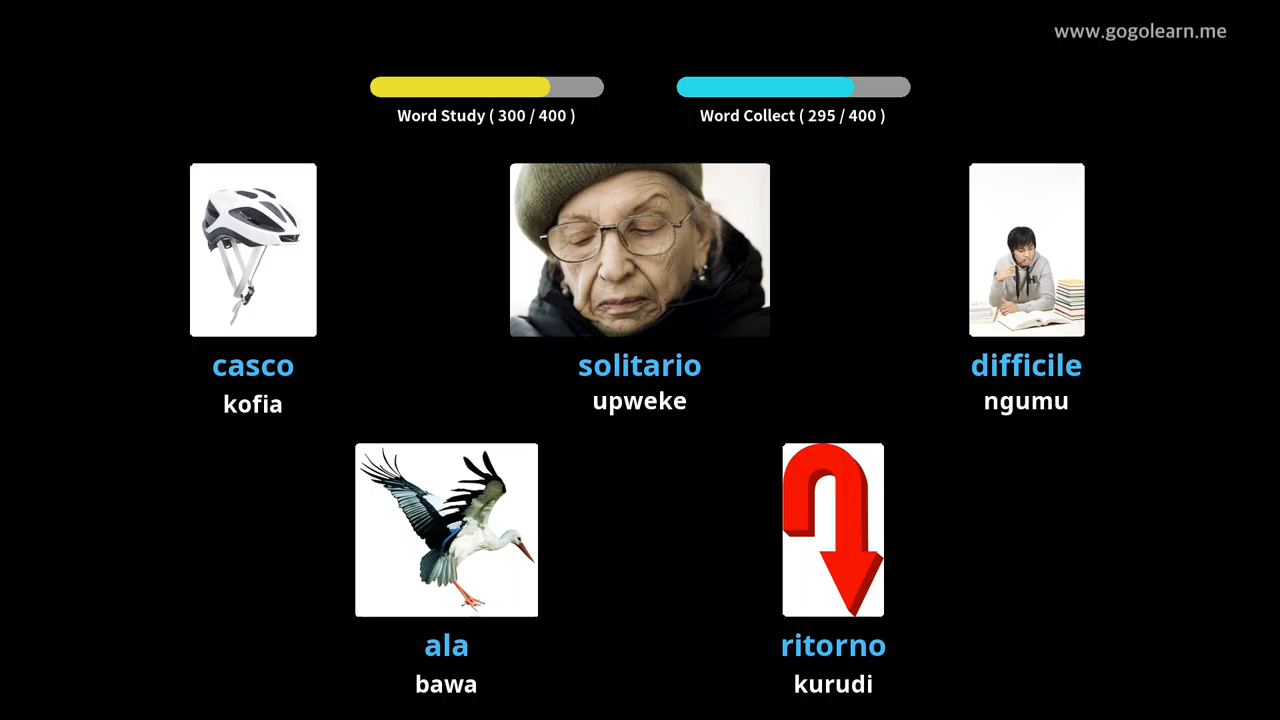 www.gogolearn.me
Word Study ( 300 / 400 )
Word Collect ( 295 / 400 )
casco
kofia
solitario
upweke
difficile
ngumu
ala
bawa
ritorno
kurudi